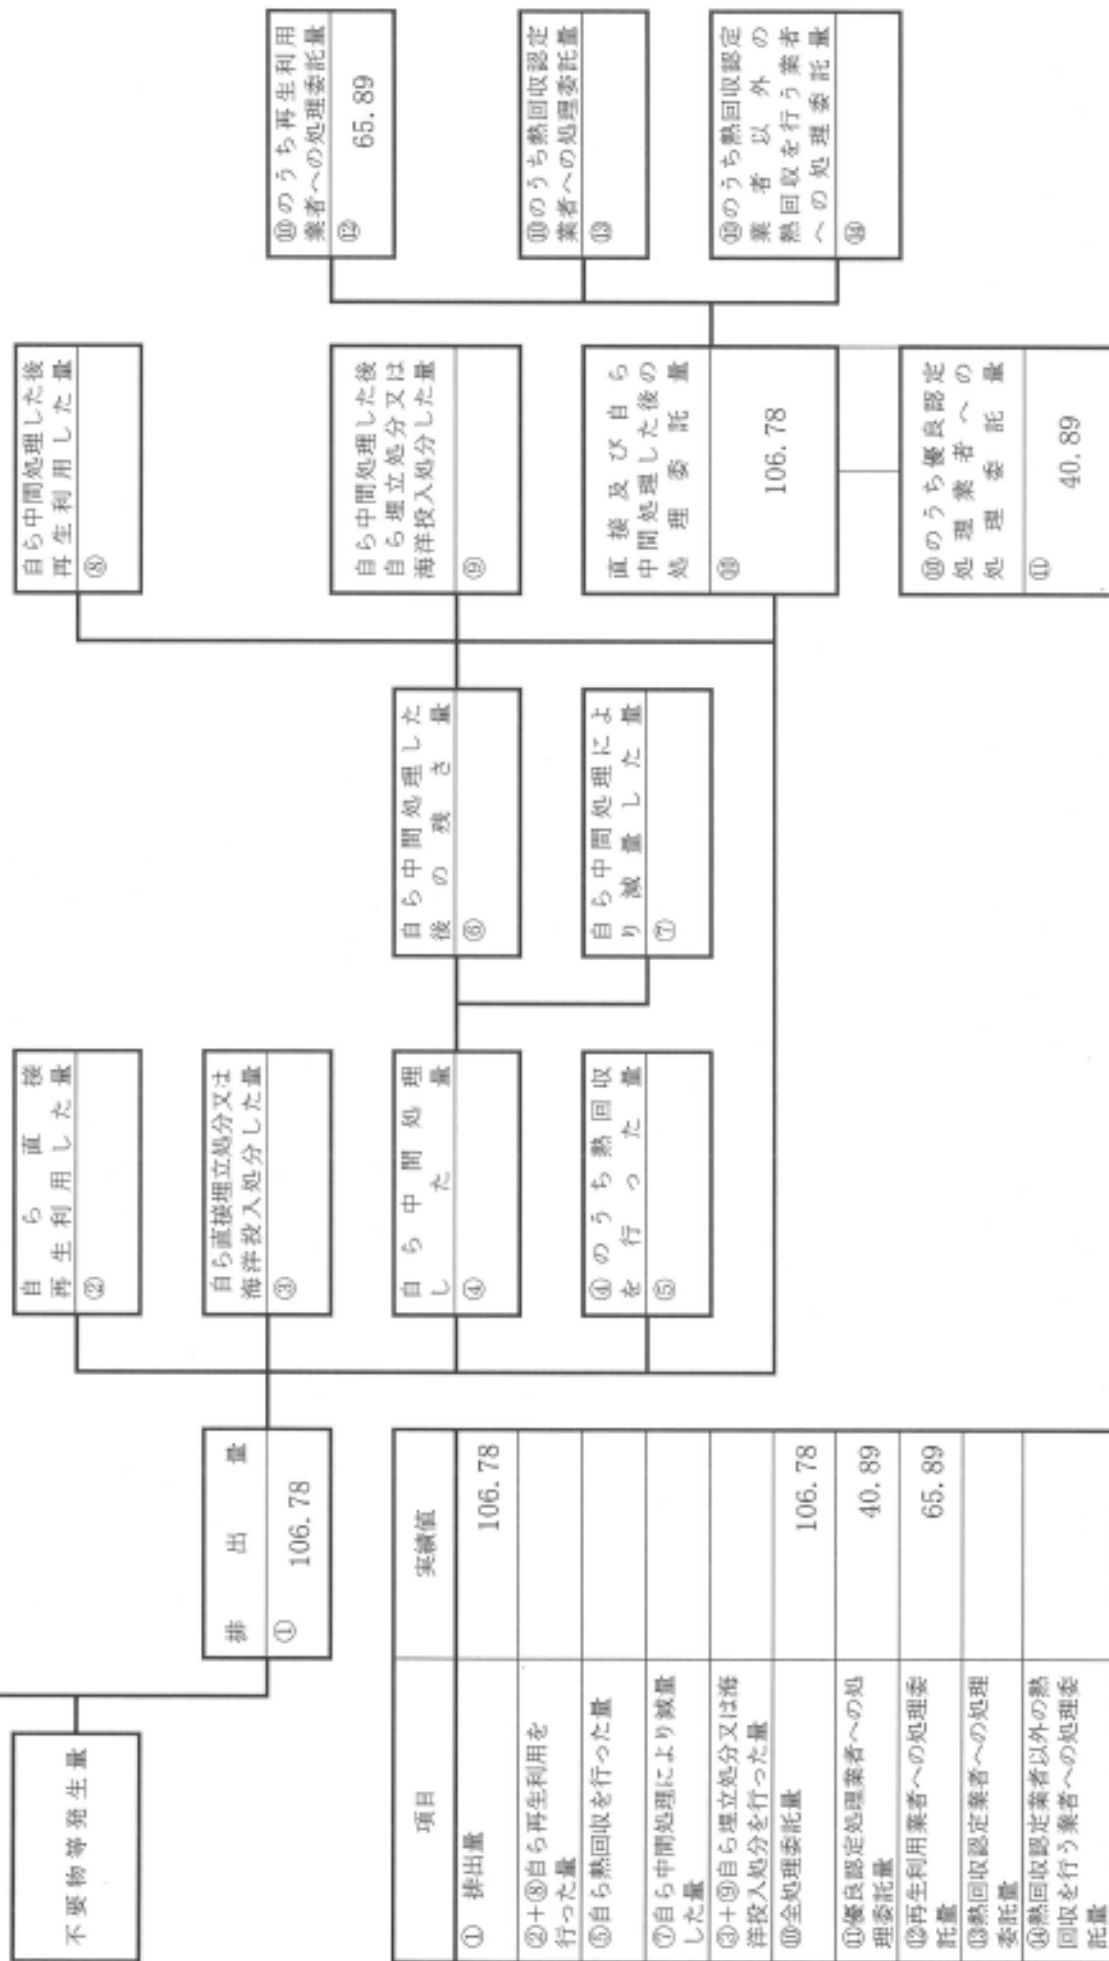 不要物等発生量
排出量
① 106.78
自ら直接
再生利用した量
②
自ら直接埋立処分又は
海洋投入処分した量
③
自ら中間処理
した量
④
④のうち熱回収
を行った量
⑤
自ら中間処理した
後の残さ量
⑥
自ら中間処理によ
り減量した量
⑦
自ら中間処理した後
再生利用した量
⑧
自ら中間処理した後
自ら埋立処分又は
海洋投入処分した量
⑨
直接及び自ら
中間処理した後の
処理委託量
⑩
106.78
⑩のうち優良認定
処理業者への
処理委託量
⑪
40.89
⑩のうち再生利用
業者への処理委託量
⑫
65.89
⑩のうち熱回収認定
業者への処理委託量
⑬
⑩のうち熱回収認定
業者以外の
熱回収を行う業者
への処理委託量
⑭
項目 実績値
① 排出量 106.78
②+⑧自ら再生利用を
行った量
⑤自ら熱回収を行った量
⑦自ら中間処理により減量
した量
③+⑨自ら埋立処分又は海
洋投入処分を行った量
⑩全処理委託量 106.78
⑪優良認定処理業者への処
理委託量 40.89
⑫再生利用業者への処理委
託量 65.89
⑬熱回収認定業者への処理
委託量
⑭熱回収認定業者以外の熱
回収を行う業者への処理委
託量